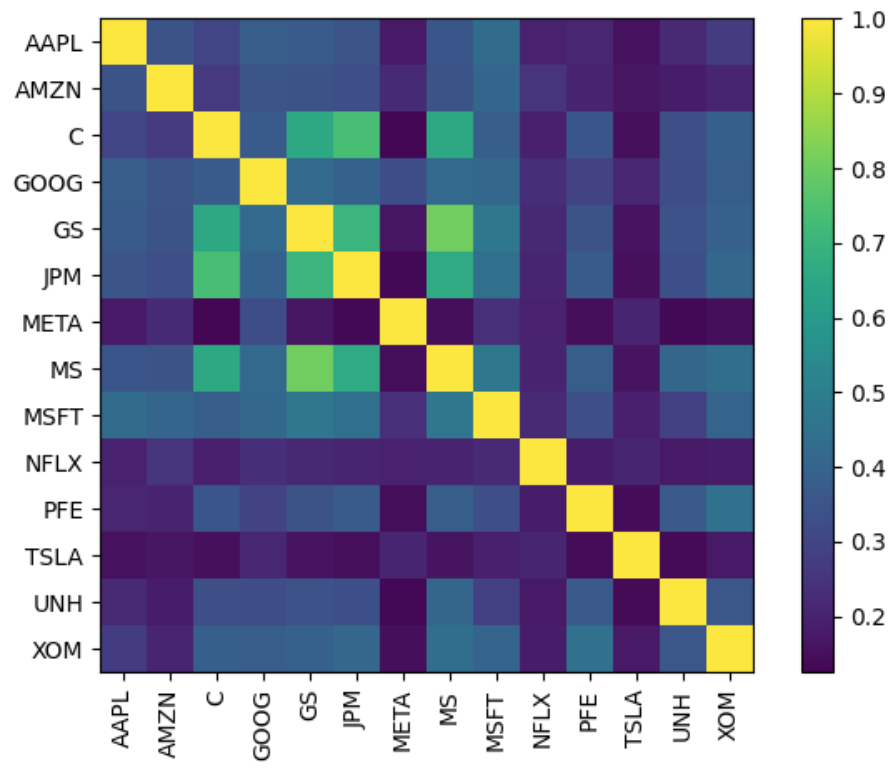 AAPL
AMZN
C
GOOG
GS
JPM
META
MS
MSFT
NFLX
PFE
TSLA
UNH
XOM
AAPL AMZN C GOOG GS JPM META MS MSFT NFLX PFE TSLA UNH XOM
1.0
0.9
0.8
0.7
0.6
0.5
0.4
0.3
0.2